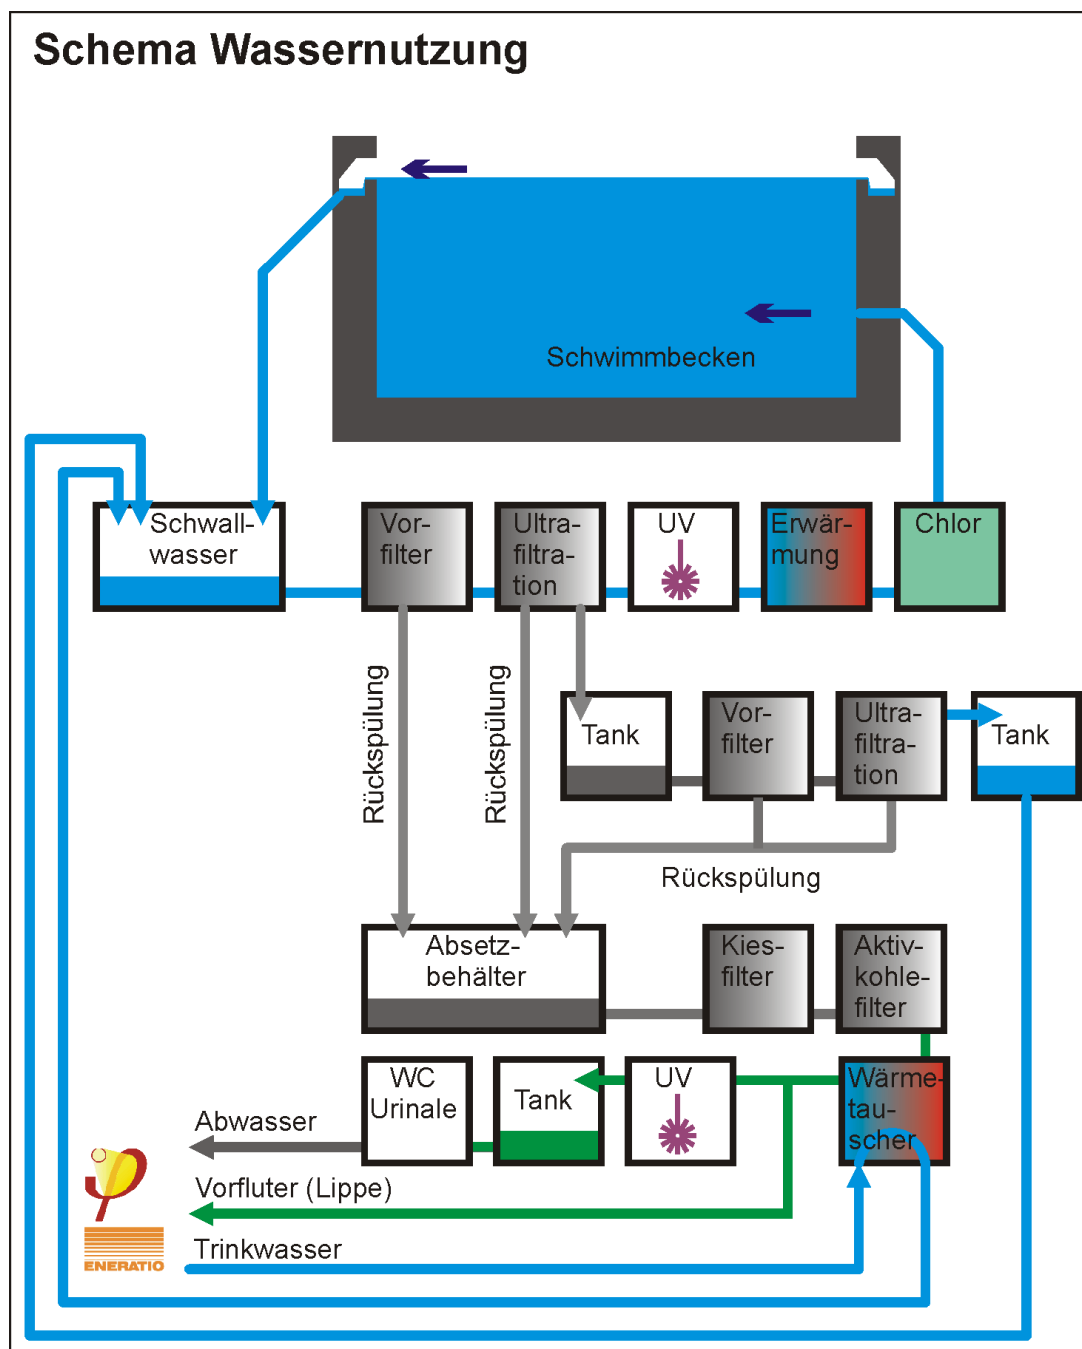 Schema Wassernutzung
Schwimmbecken
Schwall-
wasser
Vor-
filter
Ultra-
filtra-
tion
UV
Erwär-
mung
Chlor
Rückspülung
Rückspülung
Tank
Vor-
filter
Ultra-
filtra-
tion
Tank
Rückspülung
Absetz-
behälter
Kies-
filter
Aktiv-
kohle-
filter
WC
Urinale
Tank
UV
Wärme-
tau-
scher
Abwasser
Vorfluter (Lippe)
Trinkwasser
ENERATIO